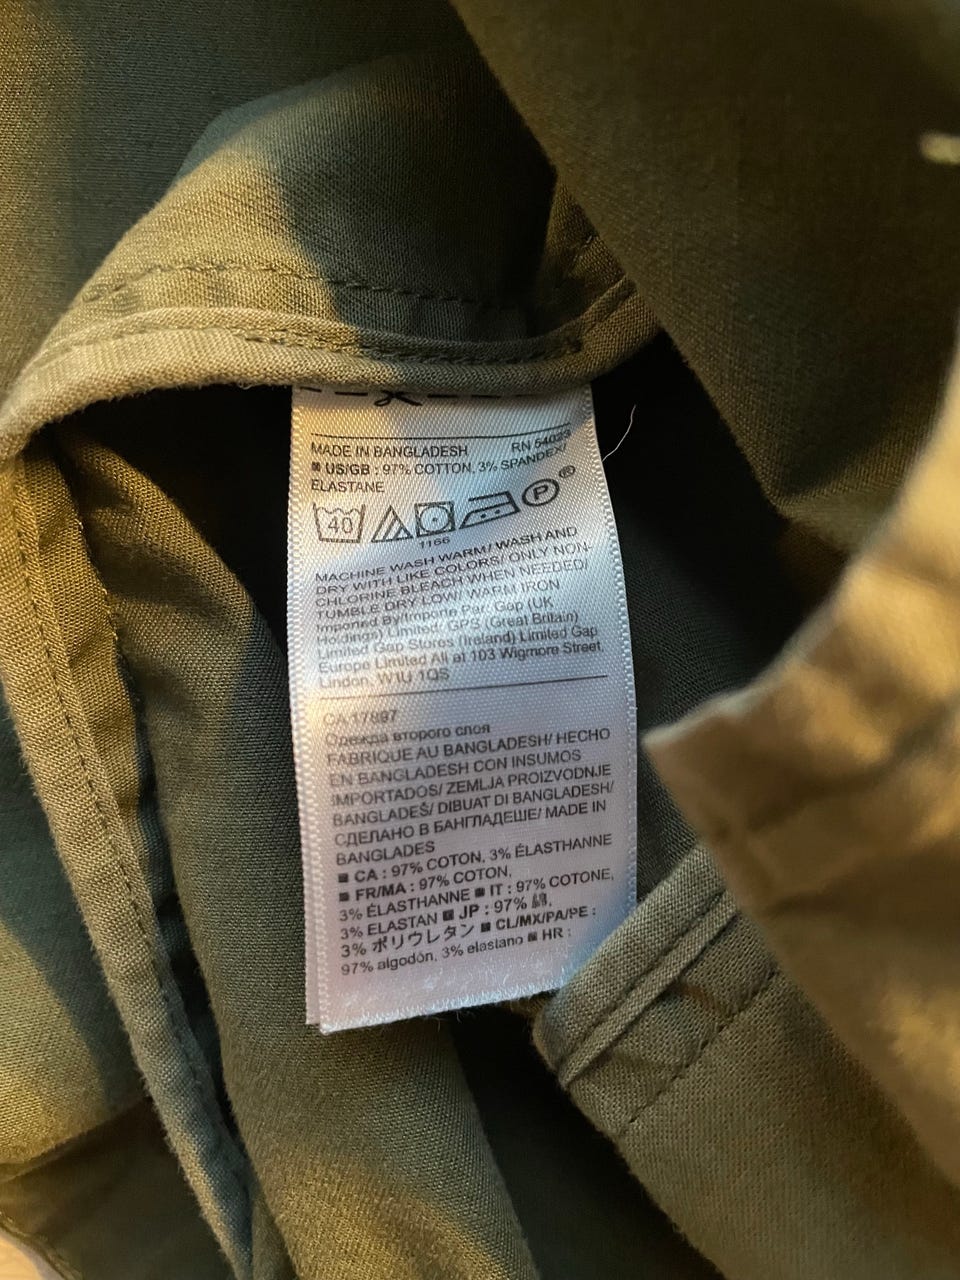 MADE IN BANGLADESH RN 54023
■ US/GB : 97% COTTON, 3% SPANDEX/
ELASTANE
40 P ®
1166
MACHINE WASH WARM/ WASH AND
DRY WITH LIKE COLORS/ ONLY NON-
CHLORINE BLEACH WHEN NEEDED/
TUMBLE DRY LOW/ WARM IRON
Imported By/Importe Par: Gap (UK
Holdings) Limited/ GPS (Great Britain)
Limited Gap Stores (Ireland) Limited Gap
Europe Limited All at 103 Wigmore Street,
London, W1U 1QS
CA 17897
Одежда второго слоя
FABRIQUE AU BANGLADESH/ HECHO
EN BANGLADESH CON INSUMOS
IMPORTADOS/ ZEMLJA PROIZVODNJE
BANGLADEŠ/ DIBUAT DI BANGLADESH/
СДЕЛАНО В БАНГЛАДЕШЕ/ MADE IN
BANGLADES
■ CA : 97% COTON, 3% ÉLASTHANNE
■ FR/MA : 97% COTON,
3% ÉLASTHANNE ■ IT : 97% COTONE,
3% ELASTAN ■ JP : 97% 綿,
3% ポリウレタン ■ CL/MX/PA/PE :
97% algodón, 3% elastano ■ HR :